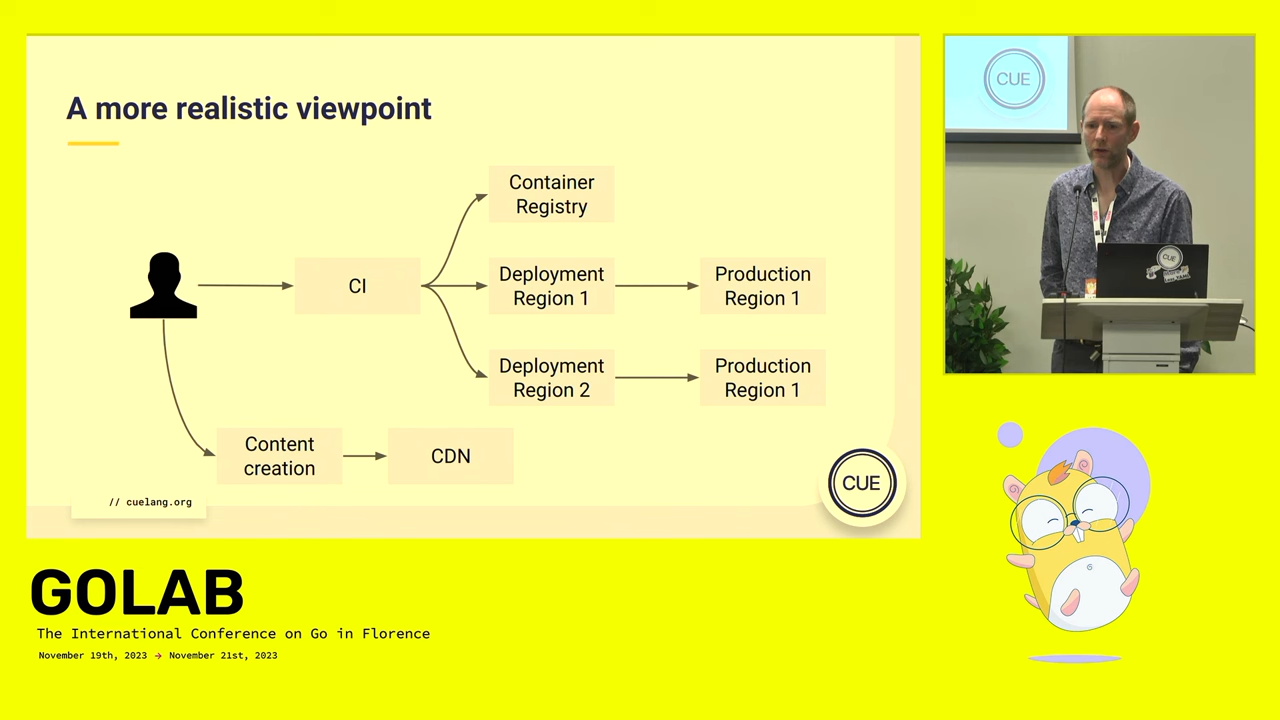 A more realistic viewpoint
Container
Registry
CI
Deployment
Region 1
Production
Region 1
Deployment
Region 2
Production
Region 1
Content
creation
CDN
// cuelang.org
CUE
CUE
CUE
GOLAB
The International Conference on Go in Florence
November 19th, 2023 → November 21st, 2023